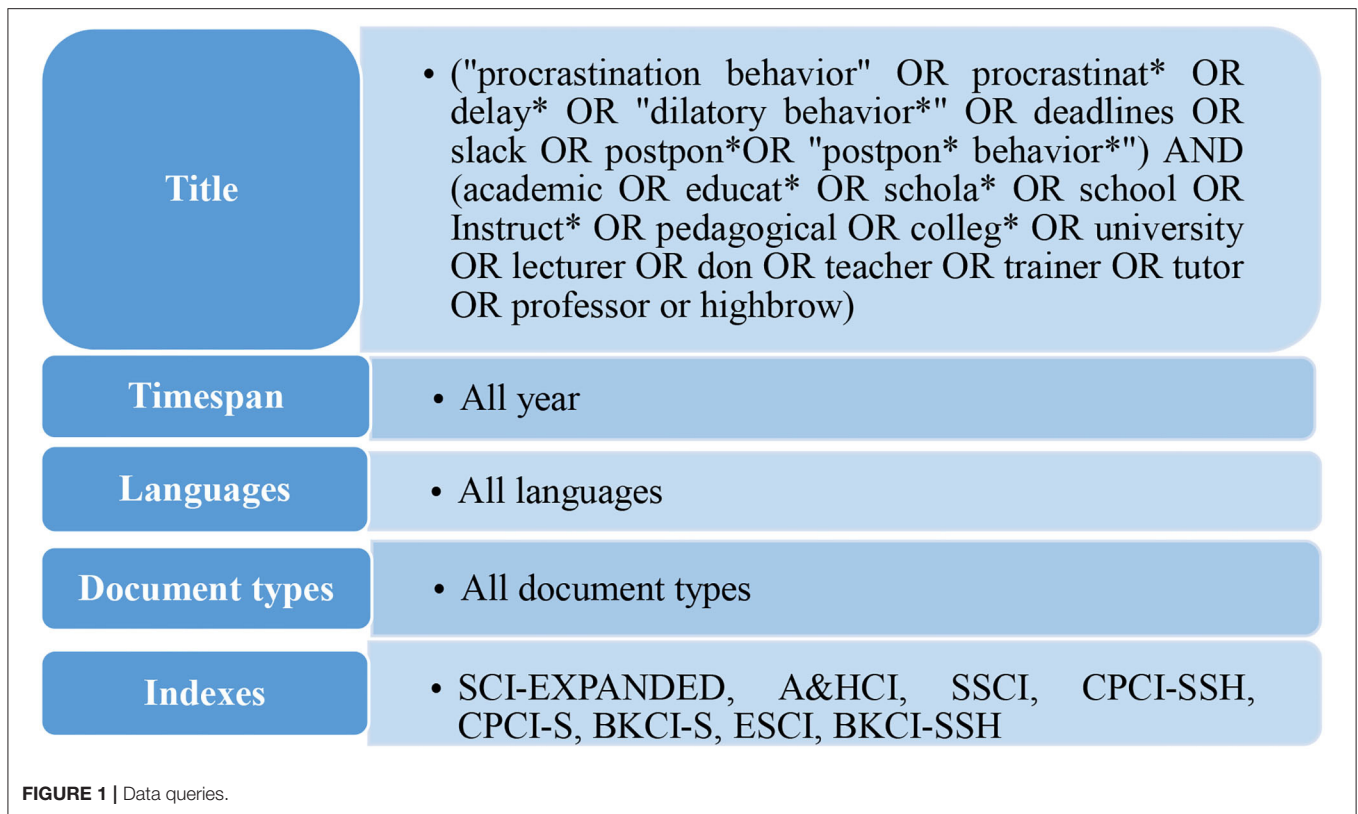 Title
• ("procrastination behavior" OR procrastinat* OR
delay* OR "dilatory behavior*" OR deadlines OR
slack OR postpon*OR "postpon* behavior*") AND
(academic OR educat* OR schola* OR school OR
Instruct* OR pedagogical OR colleg* OR university
OR lecturer OR don OR teacher OR trainer OR tutor
OR professor or highbrow)
Timespan
• All year
Languages
• All languages
Document types
• All document types
Indexes
• SCI-EXPANDED, A&HCI, SSCI, CPCI-SSH,
CPCI-S, BKCI-S, ESCI, BKCI-SSH
FIGURE 1 | Data queries.